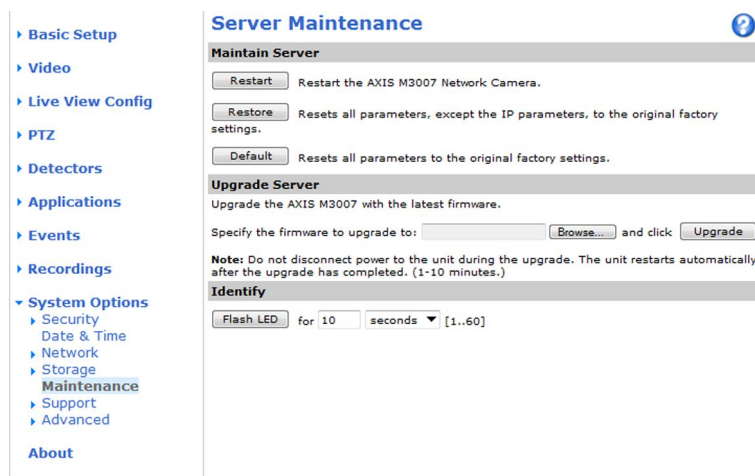 Basic Setup
Video
Live View Config
PTZ
Detectors
Applications
Events
Recordings
System Options
Security
Date & Time
Network
Storage
Maintenance
Support
Advanced
About
Server Maintenance
?
Maintain Server
Restart Restart the AXIS M3007 Network Camera.
Restore Resets all parameters, except the IP parameters, to the original factory
settings.
Default Resets all parameters to the original factory settings.
Upgrade Server
Upgrade the AXIS M3007 with the latest firmware.
Specify the firmware to upgrade to: Browse... and click Upgrade
Note: Do not disconnect power to the unit during the upgrade. The unit restarts automatically
after the upgrade has completed. (1-10 minutes.)
Identify
Flash LED for 10 seconds [1..60]